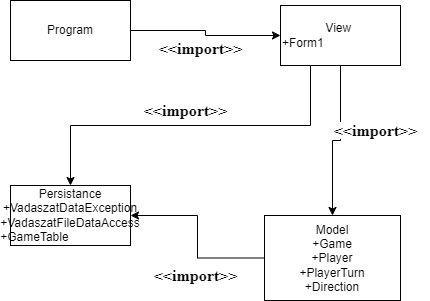 Program
View
+Form1
<<import>>
<<import>>
<<import>>
Persistance
+VadaszatDataException
+VadaszatFileDataAccess
+GameTable
Model
+Game
+Player
+PlayerTurn
+Direction
<<import>>